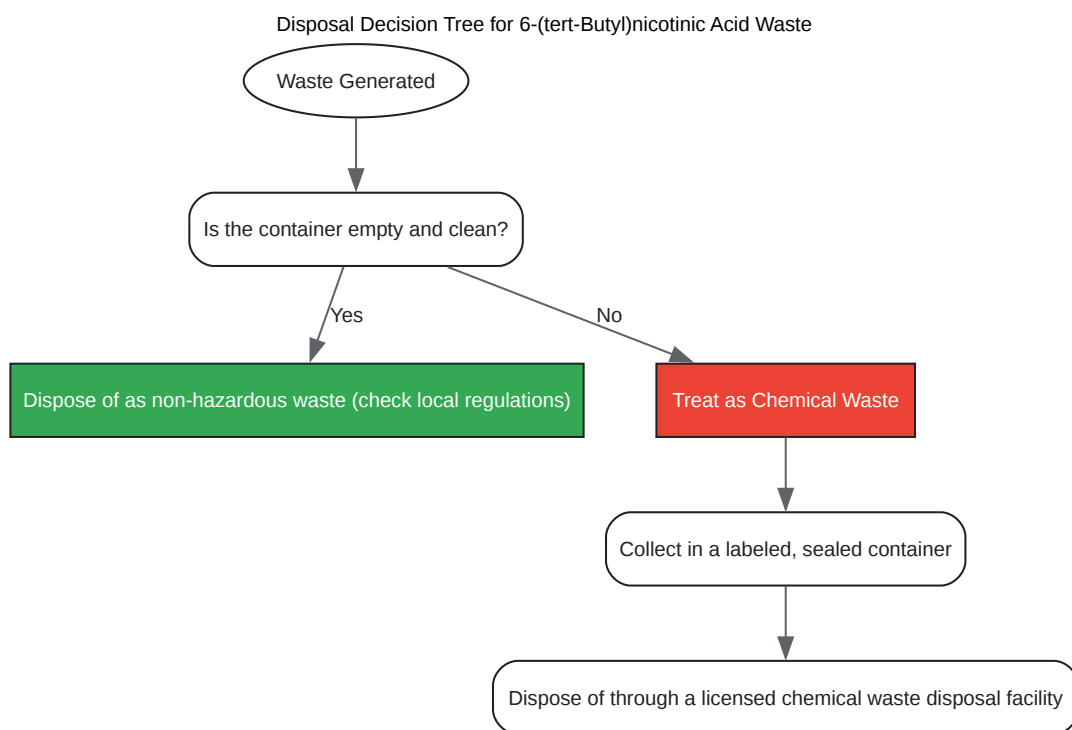 Disposal Decision Tree for 6-(tert-Butyl)nicotinic Acid Waste
Waste Generated
Is the container empty and clean?
Yes
No
Dispose of as non-hazardous waste (check local regulations)
Treat as Chemical Waste
Collect in a labeled, sealed container
Dispose of through a licensed chemical waste disposal facility